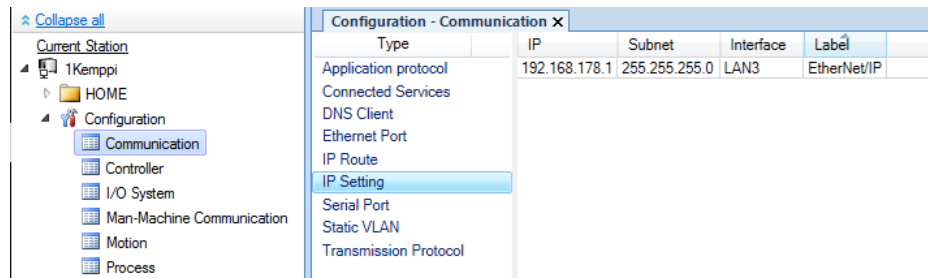 Collapse all
Current Station
1Kemppi
HOME
Configuration
Communication
Controller
I/O System
Man-Machine Communication
Motion
Process
Configuration - Communication X
Type
Application protocol
Connected Services
DNS Client
Ethernet Port
IP Route
IP Setting
Serial Port
Static VLAN
Transmission Protocol
IP Subnet Interface Label
192.168.178.1 255.255.255.0 LAN3 EtherNet/IP